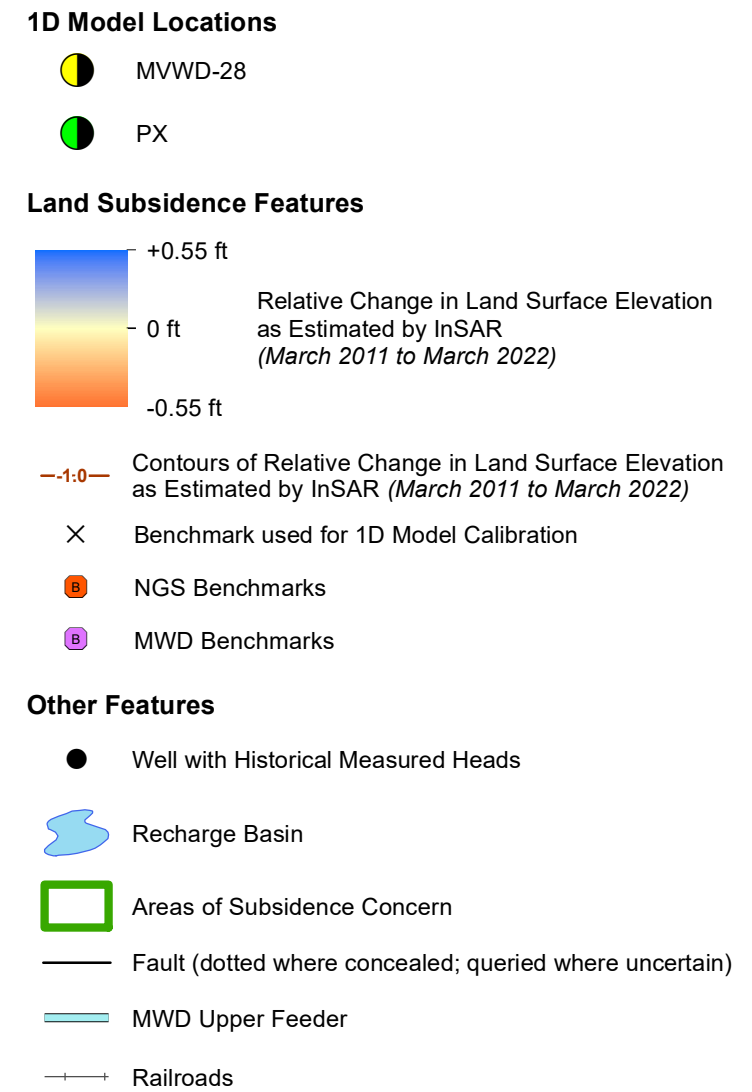 1D Model Locations
MVWD-28
PX
Land Subsidence Features
+0.55 ft
0 ft
-0.55 ft
Relative Change in Land Surface Elevation
as Estimated by InSAR
(March 2011 to March 2022)
-1.0
Contours of Relative Change in Land Surface Elevation
as Estimated by InSAR (March 2011 to March 2022)
Benchmark used for 1D Model Calibration
B
NGS Benchmarks
B
MWD Benchmarks
Other Features
Well with Historical Measured Heads
Recharge Basin
Areas of Subsidence Concern
Fault (dotted where concealed; queried where uncertain)
MWD Upper Feeder
Railroads